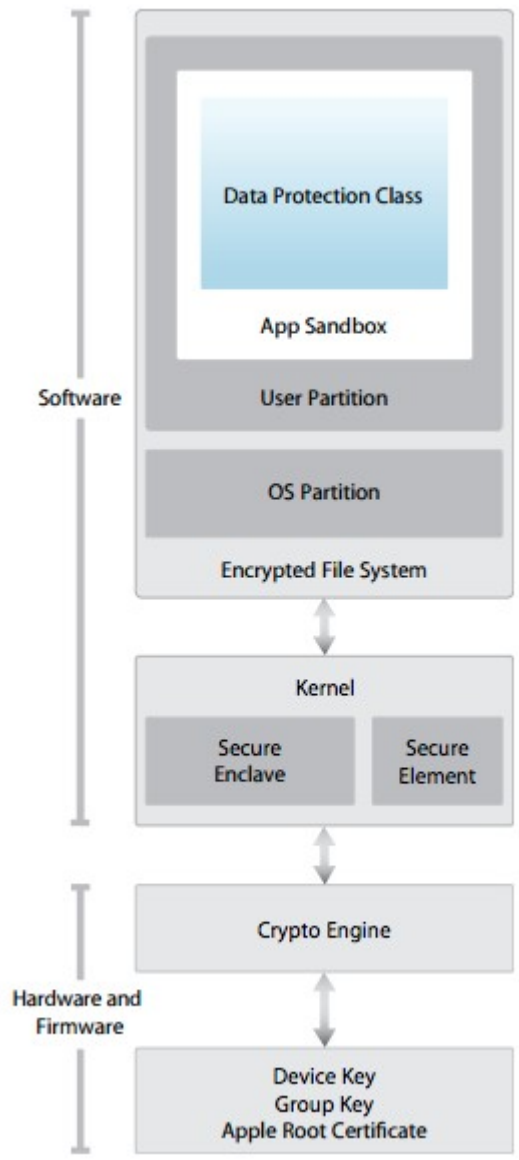 Data Protection Class
App Sandbox
User Partition
Software
OS Partition
Encrypted File System
Kernel
Secure
Enclave
Secure
Element
Crypto Engine
Hardware and
Firmware
Device Key
Group Key
Apple Root Certificate